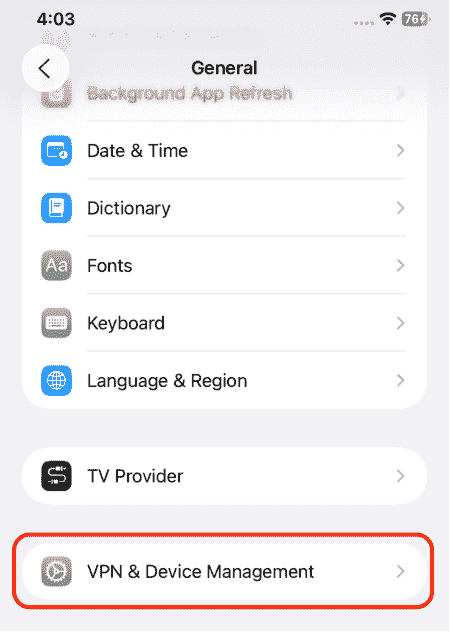 4:03
76
General
Background App Refresh
Date & Time
Dictionary
Aa Fonts
Keyboard
Language & Region
TV Provider
VPN & Device Management